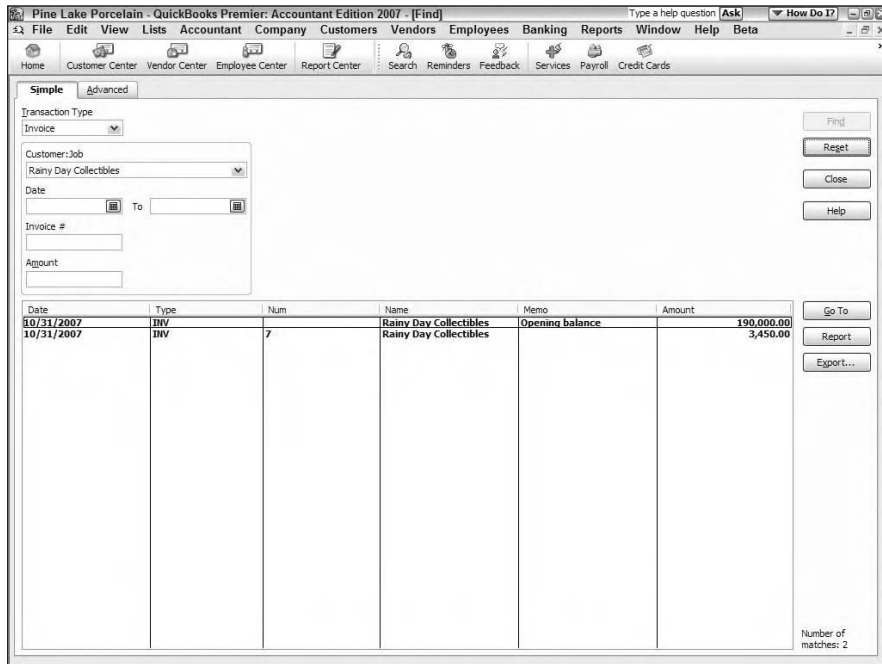 Pine Lake Porcelain - QuickBooks Premier: Accountant Edition 2007 - [Find]
Type a help question Ask
How Do I?
File Edit View Lists Accountant Company Customers Vendors Employees Banking Reports Window Help Beta
Home Customer Center Vendor Center Employee Center Report Center Search Reminders Feedback Services Payroll Credit Cards
Simple Advanced
Transaction Type
Invoice
Customer:Job
Rainy Day Collectibles
Date
To
Invoice #
Amount
Find
Reset
Close
Help
Date Type Num Name Memo Amount
10/31/2007 INV Rainy Day Collectibles Opening balance 190,000.00
10/31/2007 INV 7 Rainy Day Collectibles 3,450.00
Go To
Report
Export...
Number of
matches: 2